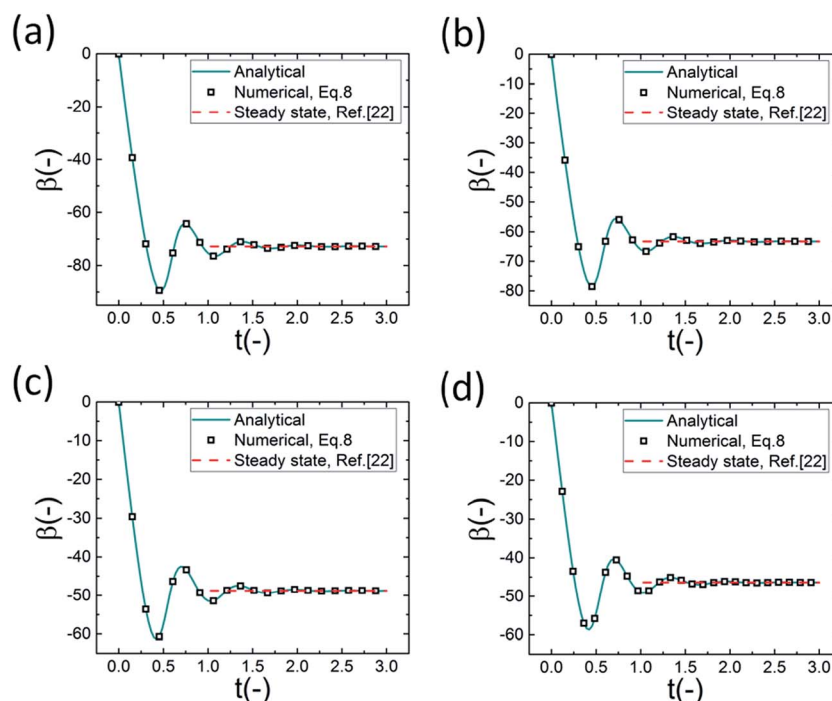 (a)
0
-20
-40
-60
-80
β(-)
Analytical
Numerical, Eq.8
Steady state, Ref.[22]
0.0 0.5 1.0 1.5 2.0 2.5 3.0
t(-)
(b)
0
-10
-20
-30
-40
-50
-60
-70
-80
β(-)
Analytical
Numerical, Eq.8
Steady state, Ref.[22]
0.0 0.5 1.0 1.5 2.0 2.5 3.0
t(-)
(c)
0
-10
-20
-30
-40
-50
-60
β(-)
Analytical
Numerical, Eq.8
Steady state, Ref.[22]
0.0 0.5 1.0 1.5 2.0 2.5 3.0
t(-)
(d)
0
-10
-20
-30
-40
-50
-60
β(-)
Analytical
Numerical, Eq.8
Steady state, Ref.[22]
0.0 0.5 1.0 1.5 2.0 2.5 3.0
t(-)